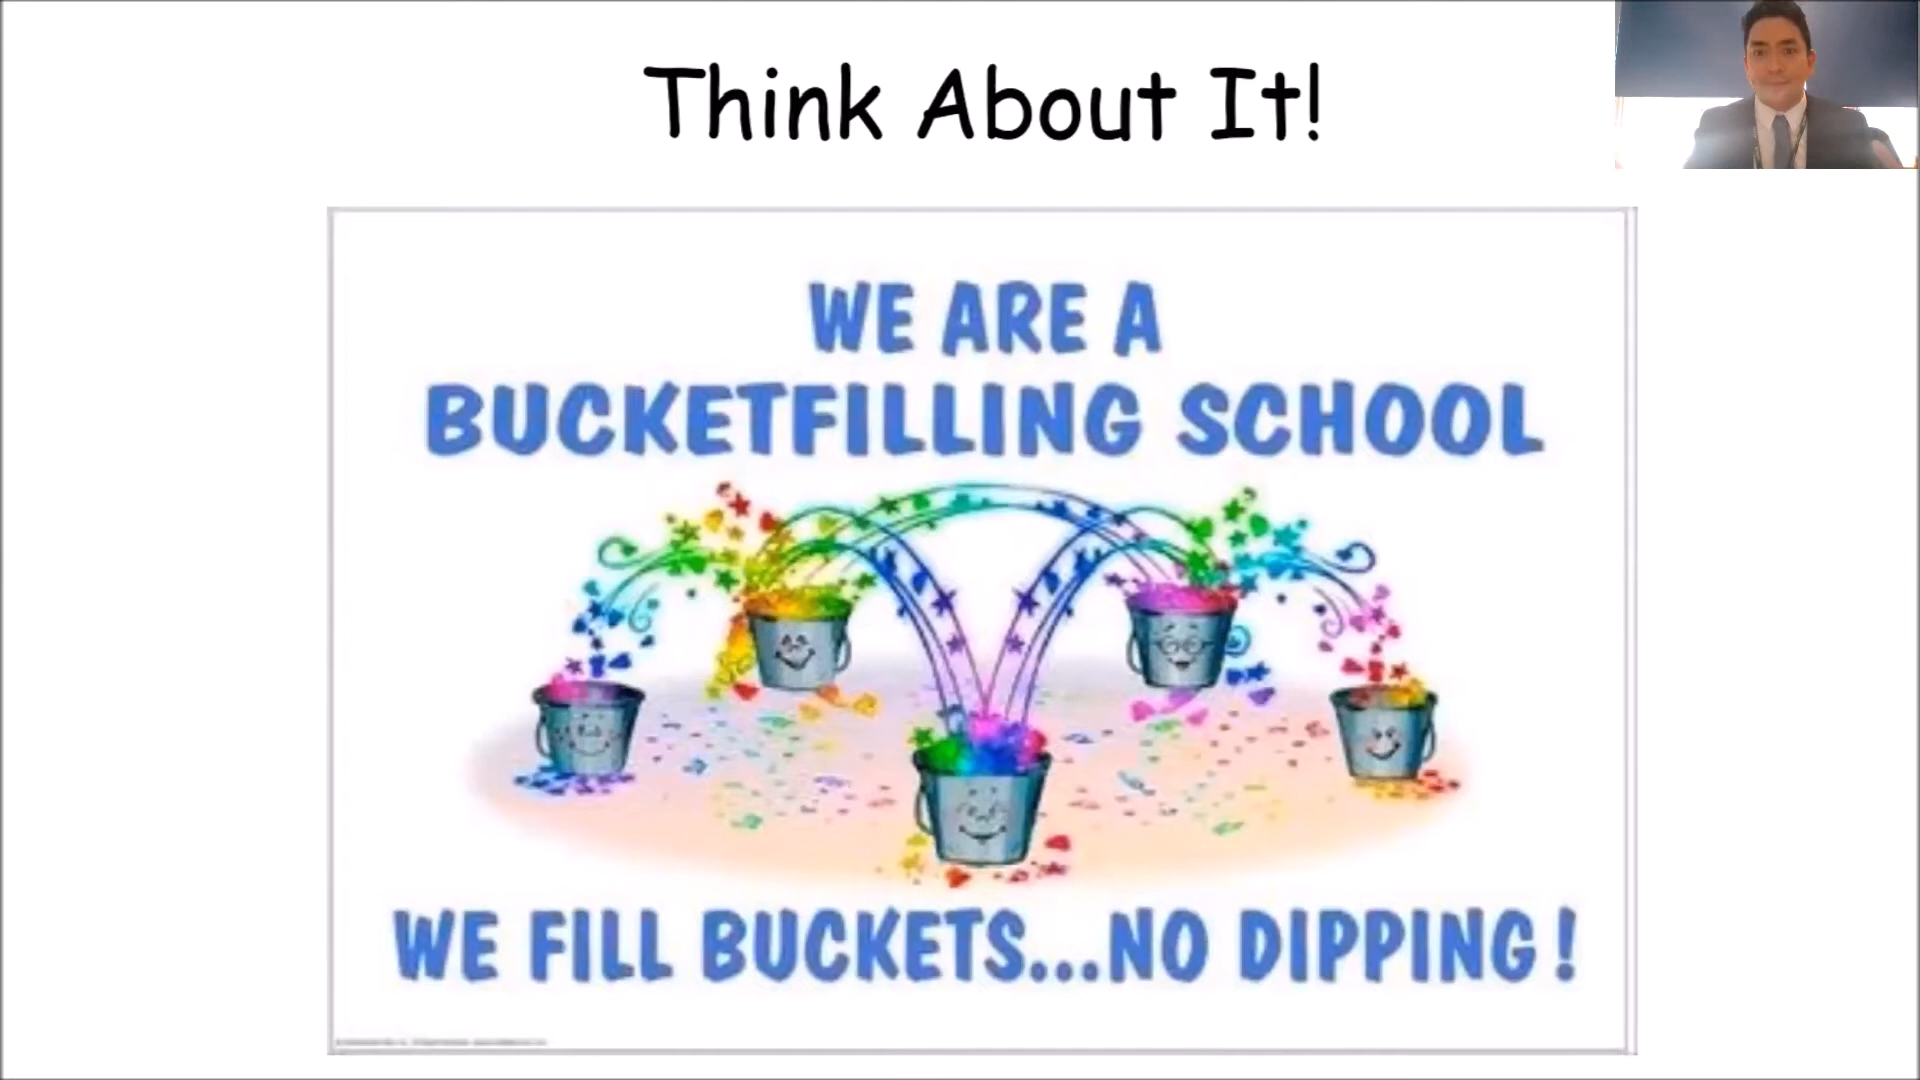 Think About It!
WE ARE A
BUCKETFILLING SCHOOL
WE FILL BUCKETS...NO DIPPING!